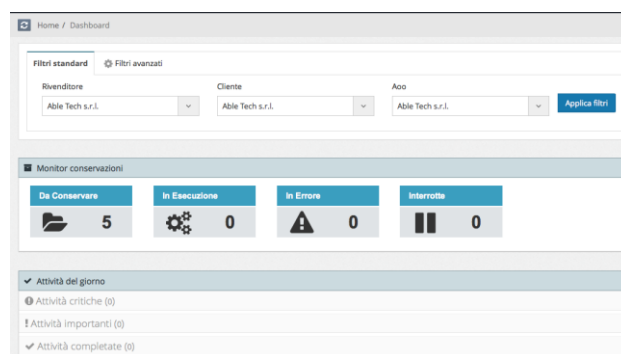 Home / Dashboard
Filtri standard Filtri avanzati
Rivenditore Cliente Aoo
Able Tech s.r.l. Able Tech s.r.l. Able Tech s.r.l. Applica filtri
Monitor conservazioni
Da Conservare In Esecuzione In Errore Interrotte
5 0 0 0
Attività del giorno
Attività critiche (0)
Attività importanti (0)
Attività completate (0)